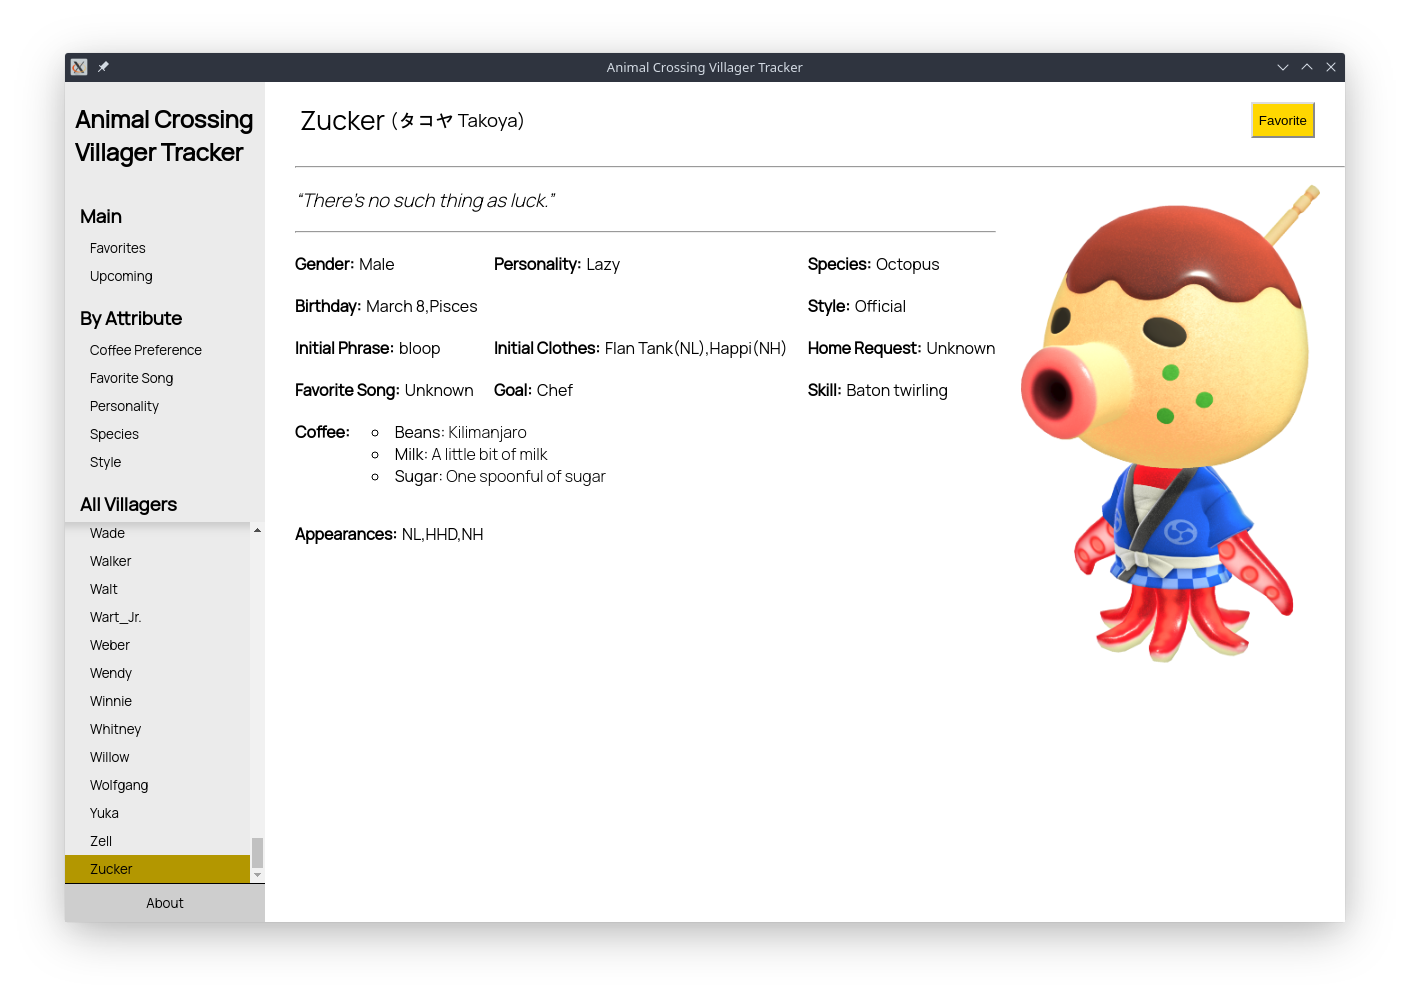 Animal Crossing Villager Tracker
Animal Crossing
Villager Tracker
Main
Favorites
Upcoming
By Attribute
Coffee Preference
Favorite Song
Personality
Species
Style
All Villagers
Wade
Walker
Walt
Wart_Jr.
Weber
Wendy
Winnie
Whitney
Willow
Wolfgang
Yuka
Zell
Zucker
About
Zucker (タコヤ Takoya)
Favorite
“There’s no such thing as luck.”
Gender: Male Personality: Lazy Species: Octopus
Birthday: March 8,Pisces Style: Official
Initial Phrase: bloop Initial Clothes: Flan Tank(NL),Happi(NH) Home Request: Unknown
Favorite Song: Unknown Goal: Chef Skill: Baton twirling
Coffee: Beans: Kilimanjaro
Milk: A little bit of milk
Sugar: One spoonful of sugar
Appearances: NL,HHD,NH